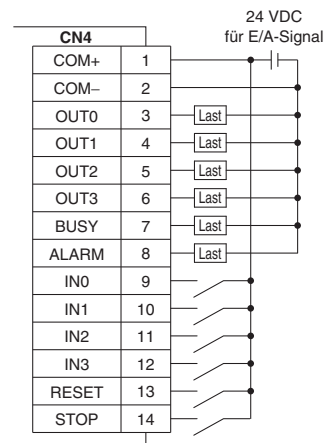 24 VDC
für E/A-Signal
CN4
COM+ 1
COM– 2
OUT0 3 Last
OUT1 4 Last
OUT2 5 Last
OUT3 6 Last
BUSY 7 Last
ALARM 8 Last
IN0 9
IN1 10
IN2 11
IN3 12
RESET 13
STOP 14